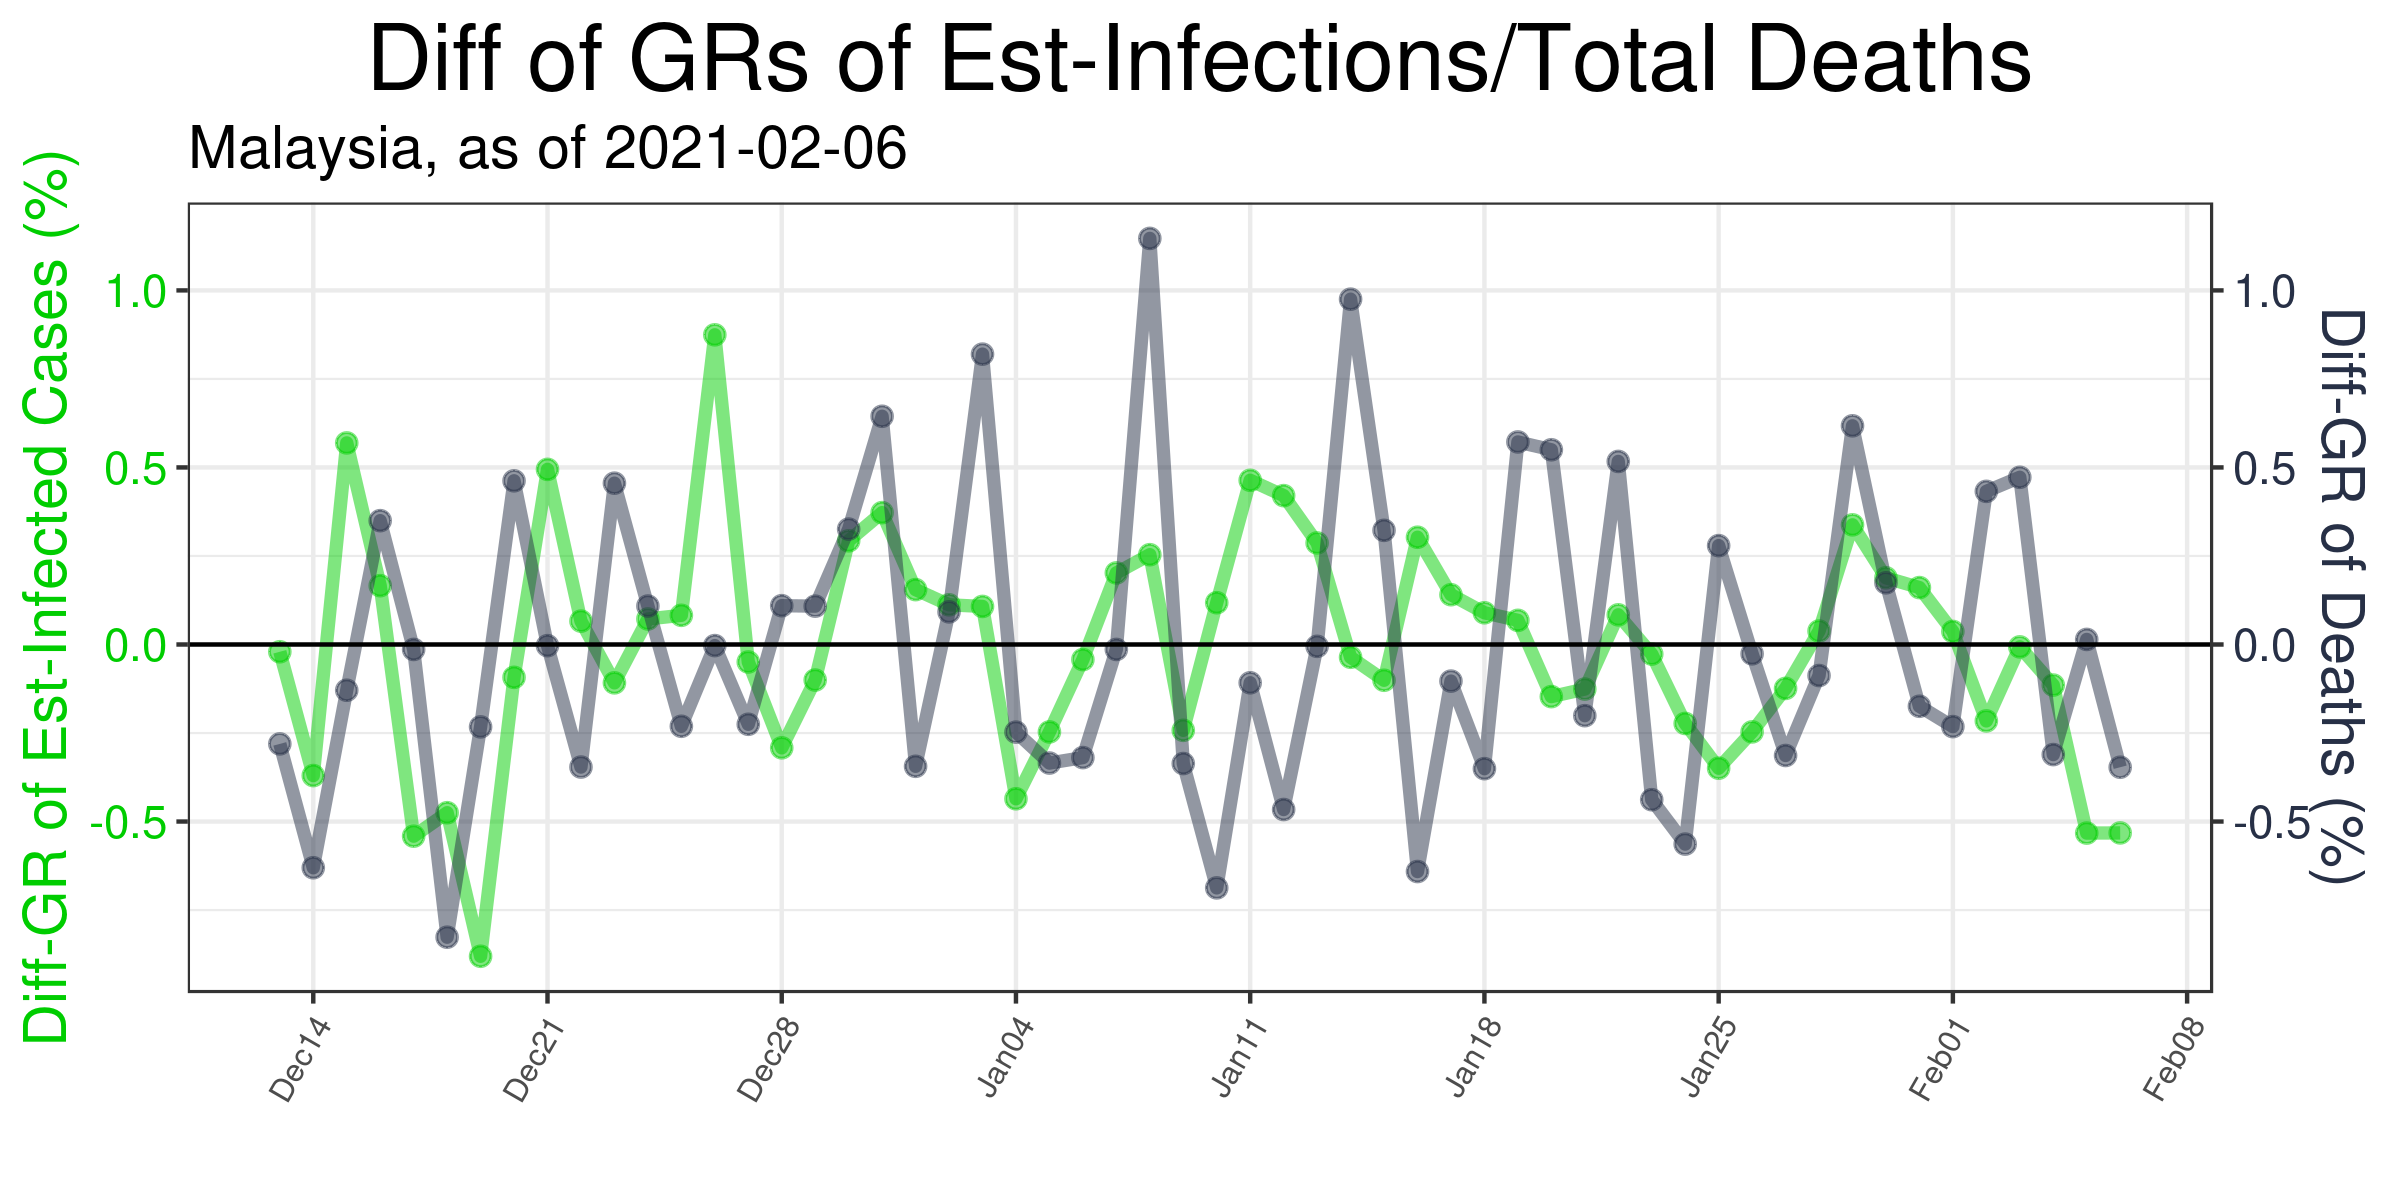 Diff of GRs of Est-Infections/Total Deaths
Malaysia, as of 2021-02-06
Diff-GR of Est-Infected Cases (%)
1.0
0.5
0.0
-0.5
1.0
0.5
0.0
-0.5
Diff-GR of Deaths (%)
Dec14
Dec21
Dec28
Jan04
Jan11
Jan18
Jan25
Feb01
Feb08